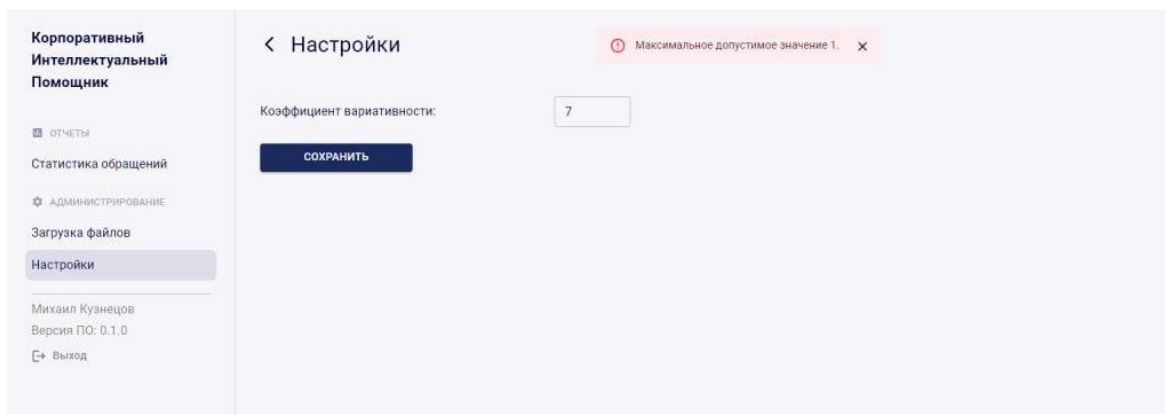 Корпоративный
Интеллектуальный
Помощник
ОТЧЕТЫ
Статистика обращений
АДМИНИСТРИРОВАНИЕ
Загрузка файлов
Настройки
Михаил Кузнецов
Версия ПО: 0.1.0
Выход
Настройки
Максимальное допустимое значение 1.
Коэффициент вариативности:
7
СОХРАНИТЬ